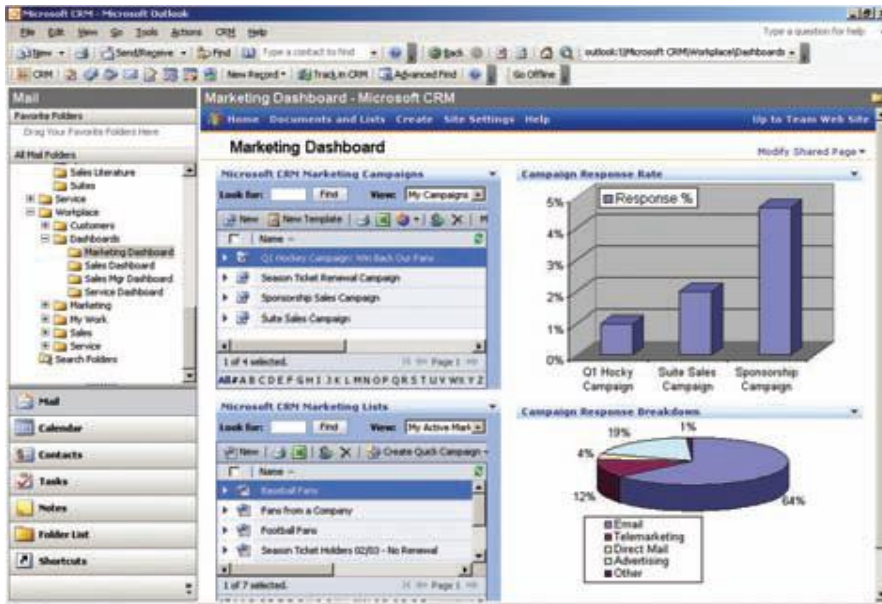 Microsoft CRM - Microsoft Outlook
File Edit View Go Tools Actions CRM Help
Type a question for help
New Send/Receive Find Type a contact to find Back outlook:\\Microsoft CRM\Workplace\Dashboards
CRM New Record Track in CRM Advanced Find Go Offline
Mail
Favorite Folders
Drag Your Favorite Folders Here
All Mail Folders
Sales Literature
Suites
Service
Workplace
Customers
Dashboards
Marketing Dashboard
Sales Dashboard
Sales Mgr Dashboard
Service Dashboard
Marketing
My Work
Sales
Service
Search Folders
Mail
Calendar
Contacts
Tasks
Notes
Folder List
Shortcuts
Marketing Dashboard - Microsoft CRM
Home Documents and Lists Create Site Settings Help
Up to Team Web Site
Marketing Dashboard
Modify Shared Page
Microsoft CRM Marketing Campaigns
Look for: Find View: My Campaigns
New New Template M
Name
Q1 Hockey Campaign: Win Back Our Fans
Season Ticket Renewal Campaign
Sponsorship Sales Campaign
Suite Sales Campaign
1 of 4 selected. Page 1
All # A B C D E F G H I J K L M N O P Q R S T U V W X Y Z
Microsoft CRM Marketing Lists
Look for: Find View: My Active Mark
New Create Quick Campaign
Name
Baseball Fans
Fans from a Company
Football Fans
Season Ticket Holders 02/03 - No Renewal
1 of 7 selected. Page 1
Campaign Response Rate
Response %
5%
4%
3%
2%
1%
0%
Q1 Hocky Campaign
Suite Sales Campaign
Sponsorship Campaign
Campaign Response Breakdown
19%
1%
4%
12%
64%
Email
Telemarketing
Direct Mail
Advertising
Other